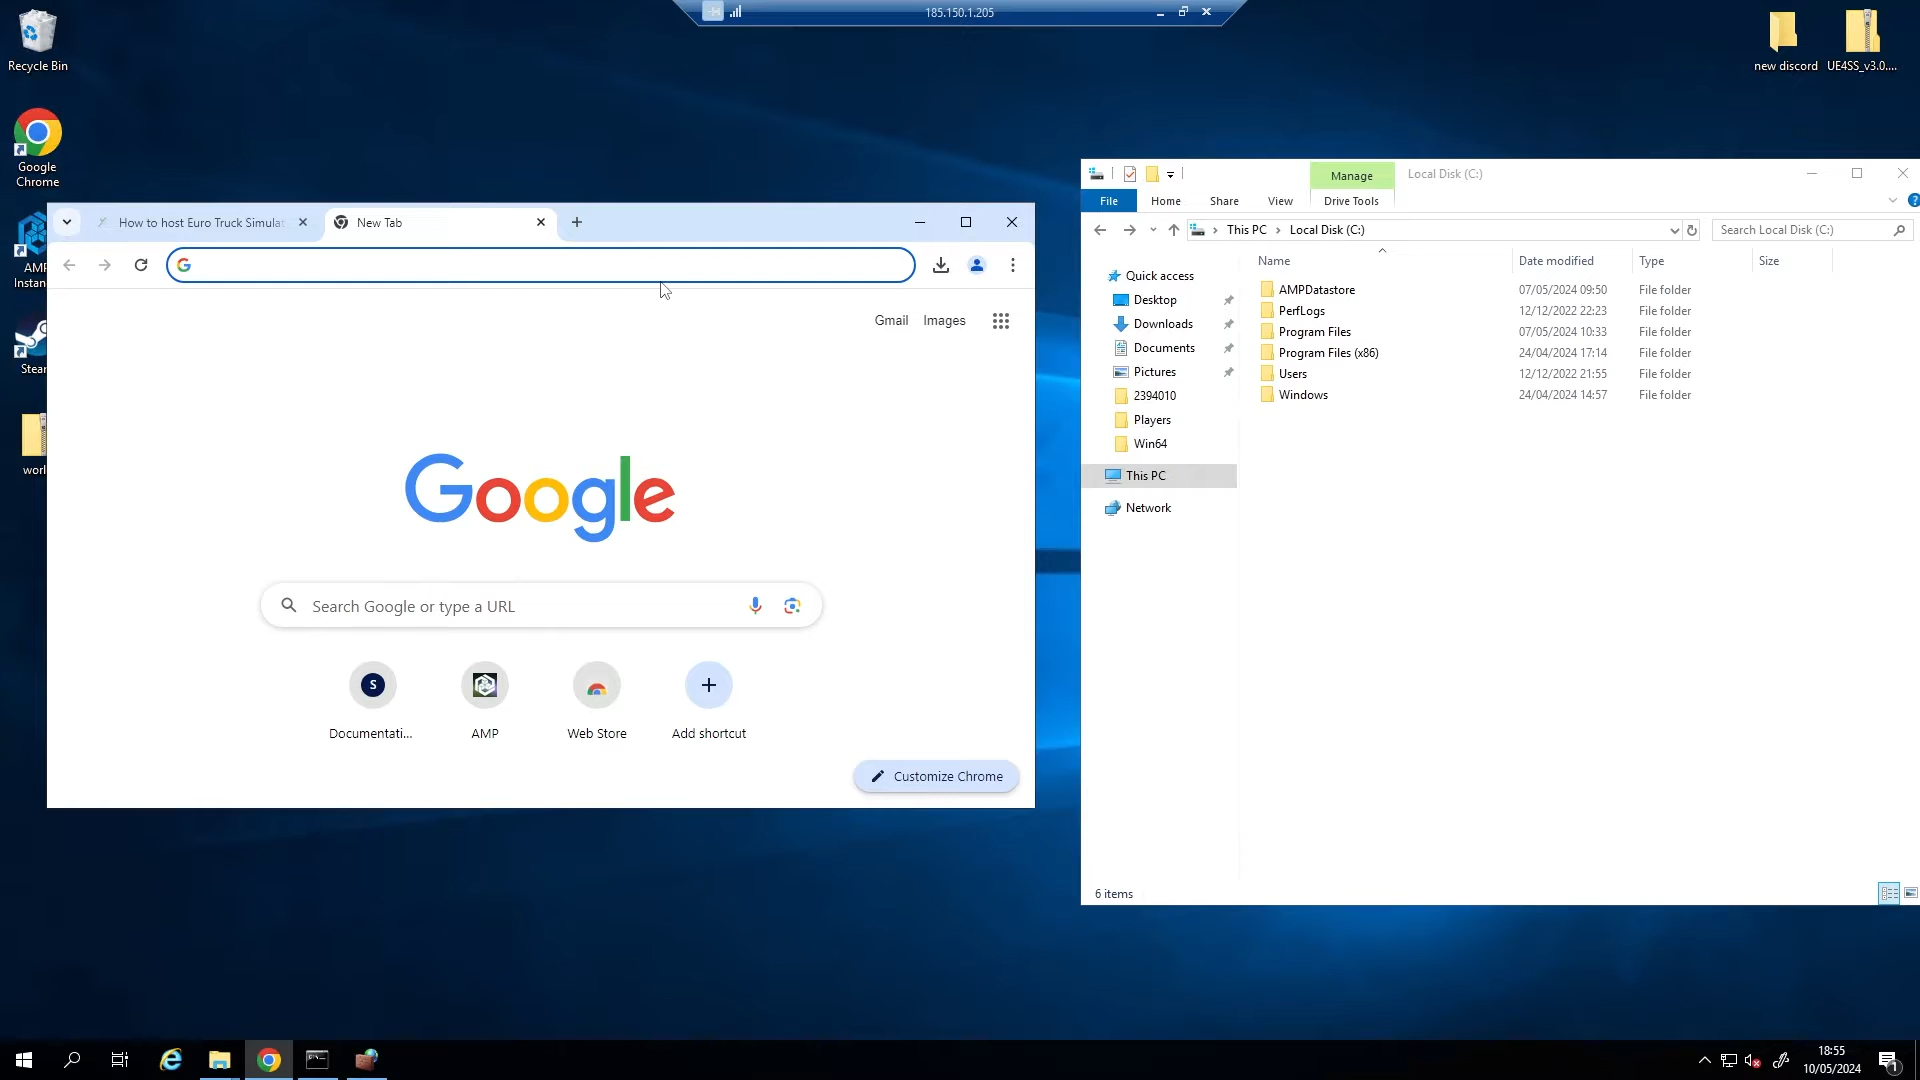 185.150.1.205
Recycle Bin
new discord
UE4SS_v3.0....
Google
Chrome
AMP
Instan
Stear
worl
How to host Euro Truck Simulat
New Tab
Gmail
Images
Google
Search Google or type a URL
S
Documentati...
AMP
Web Store
Add shortcut
Customize Chrome
Manage
Local Disk (C:)
File
Home
Share
View
Drive Tools
This PC
Local Disk (C:)
Search Local Disk (C:)
Quick access
Desktop
Downloads
Documents
Pictures
2394010
Players
Win64
This PC
Network
Name Date modified Type Size
AMPDatastore 07/05/2024 09:50 File folder
PerfLogs 12/12/2022 22:23 File folder
Program Files 07/05/2024 10:33 File folder
Program Files (x86) 24/04/2024 17:14 File folder
Users 12/12/2022 21:55 File folder
Windows 24/04/2024 14:57 File folder
6 items
18:55
10/05/2024
1